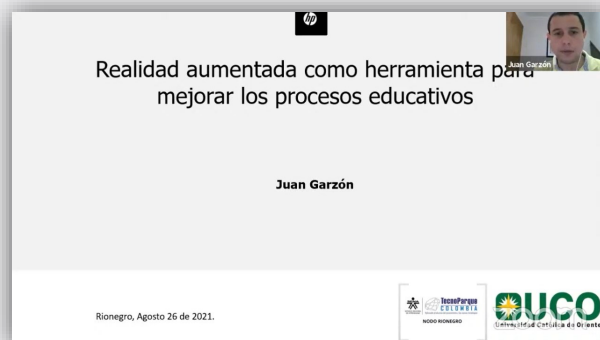 hp
Juan Garzón
Realidad aumentada como herramienta para
mejorar los procesos educativos
Juan Garzón
Rionegro, Agosto 26 de 2021.
TecnoParque
COLOMBIA
NODO RIONEGRO
UCO
Universidad Católica de Oriente
zoom